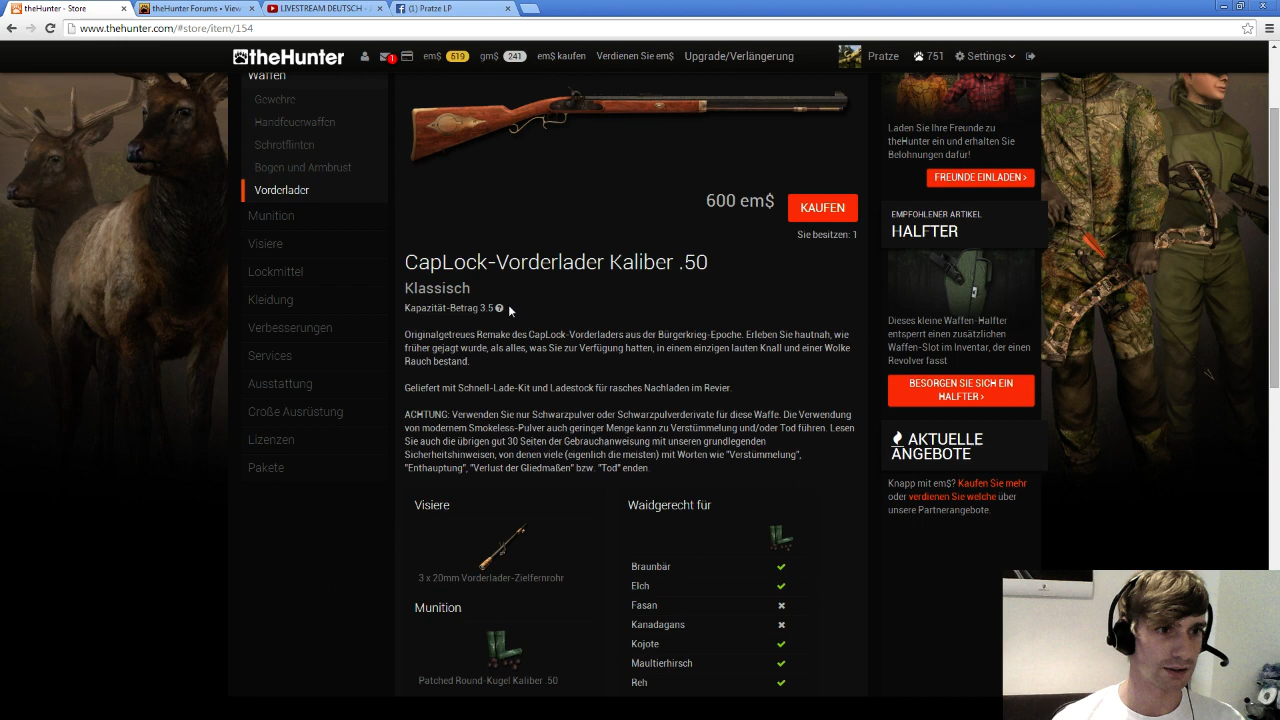 theHunter - Store
theHunter Forums • View
LIVESTREAM DEUTSCH -
(1) Pratze LP
www.thehunter.com/#store/item/154
theHunter
1
em$ 519
gm$ 241
em$ kaufen
Verdienen Sie em$
Upgrade/Verlängerung
Pratze
751
Settings
Waffen
Gewehre
Handfeuerwaffen
Schrotflinten
Bögen und Armbrust
Vorderlader
Munition
Visiere
Lockmittel
Kleidung
Verbesserungen
Services
Ausstattung
Große Ausrüstung
Lizenzen
Pakete
600 em$
KAUFEN
Sie besitzen: 1
CapLock-Vorderlader Kaliber .50
Klassisch
Kapazität-Betrag 3.5
Originalgetreues Remake des CapLock-Vorderladers aus der Bürgerkrieg-Epoche. Erleben Sie hautnah, wie
früher gejagt wurde, als alles, was Sie zur Verfügung hatten, in einem einzigen lauten Knall und einer Wolke
Rauch bestand.
Geliefert mit Schnell-Lade-Kit und Ladestock für rasches Nachladen im Revier.
ACHTUNG: Verwenden Sie nur Schwarzpulver oder Schwarzpulverderivate für diese Waffe. Die Verwendung
von modernem Smokeless-Pulver auch geringer Menge kann zu Verstümmelung und/oder Tod führen. Lesen
Sie auch die übrigen gut 30 Seiten der Gebrauchanweisung mit unseren grundlegenden
Sicherheitshinweisen, von denen viele (eigenlich die meisten) mit Worten wie "Verstümmelung",
"Enthauptung", "Verlust der Gliedmaßen" bzw. "Tod" enden.
Visiere
3 x 20mm Vorderlader-Zielfernrohr
Munition
Patched Round-Kugel Kaliber .50
Waidgerecht für
Braunbär
Elch
Fasan
Kanadagans
Kojote
Maultierhirsch
Reh
Laden Sie Ihre Freunde zu
theHunter ein und erhalten Sie
Belohnungen dafür!
FREUNDE EINLADEN ›
EMPFOHLENER ARTIKEL
HALFTER
Dieses kleine Waffen-Halfter
entsperrt einen zusätzlichen
Waffen-Slot im Inventar, der einen
Revolver fasst
BESORGEN SIE SICH EIN
HALFTER ›
AKTUELLE
ANGEBOTE
Knapp mit em$? Kaufen Sie mehr
oder verdienen Sie welche über
unsere Partnerangebote.